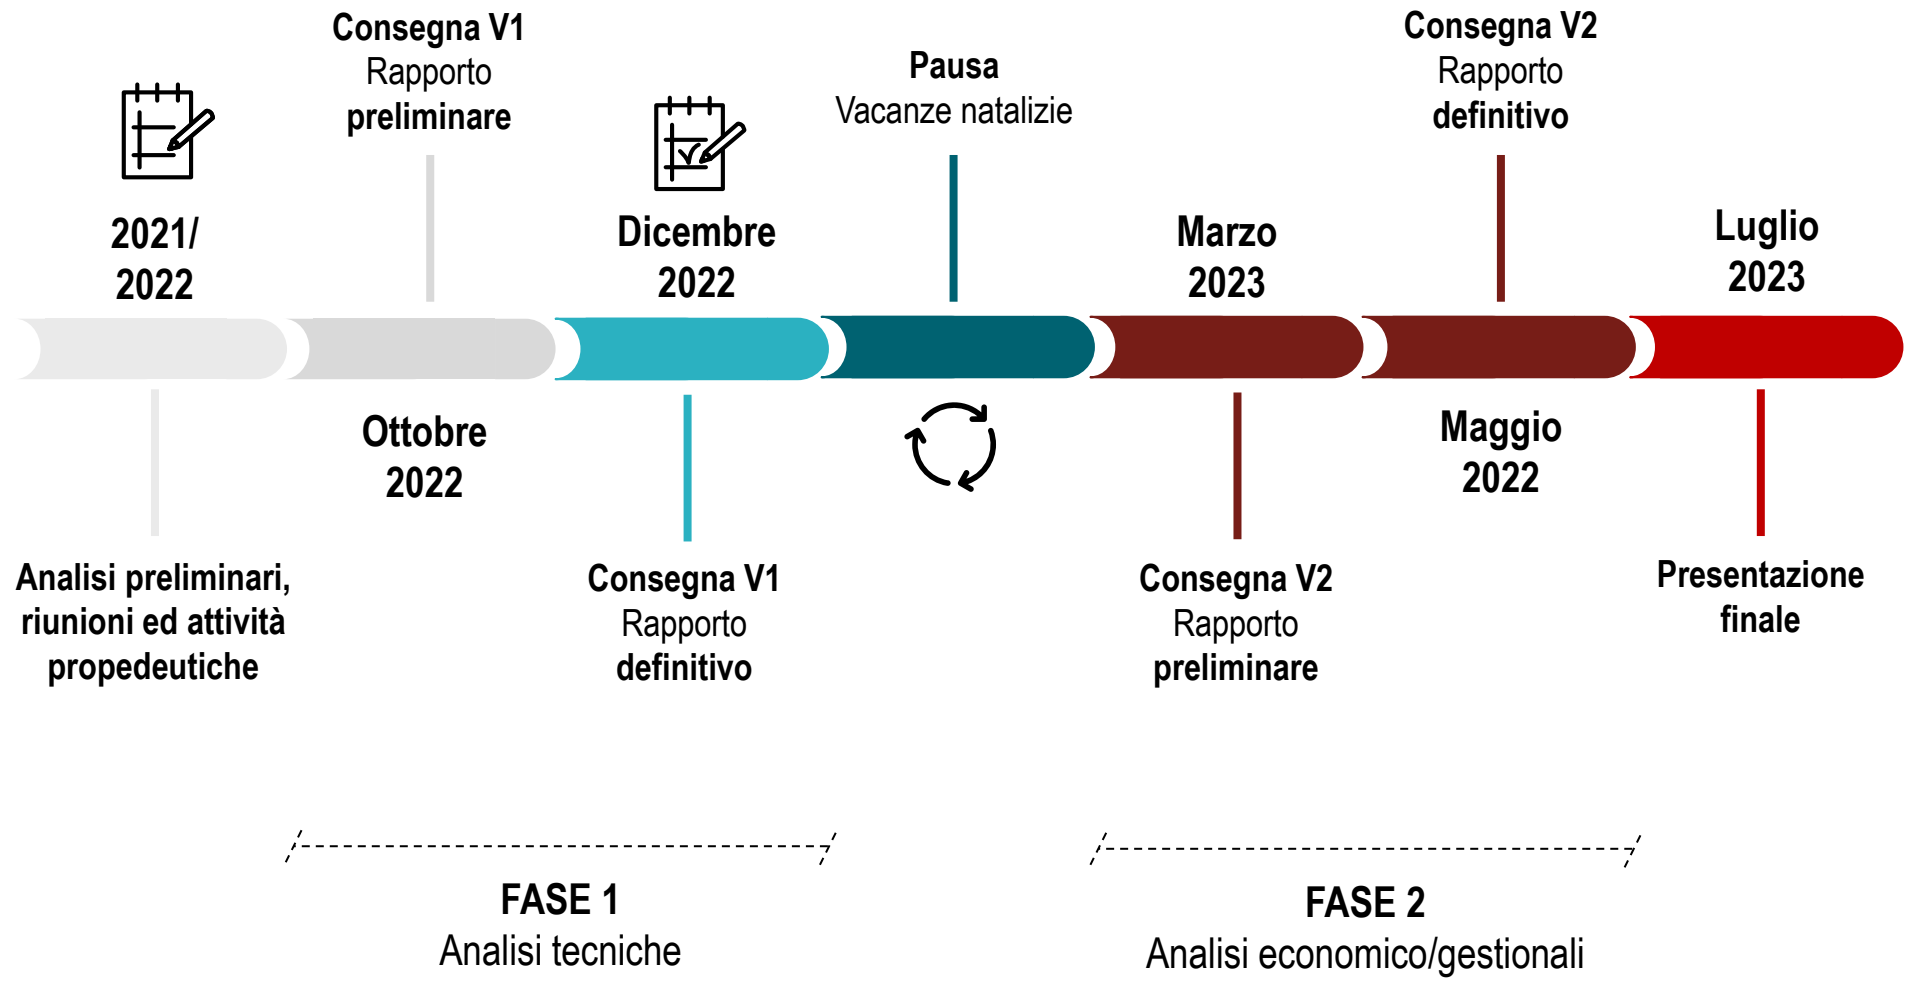 2021/
2022
Analisi preliminari,
riunioni ed attività
propedeutiche
Consegna V1
Rapporto
preliminare
Ottobre
2022
Dicembre
2022
Consegna V1
Rapporto
definitivo
Pausa
Vacanze natalizie
Marzo
2023
Consegna V2
Rapporto
preliminare
Consegna V2
Rapporto
definitivo
Maggio
2022
Luglio
2023
Presentazione
finale
FASE 1
Analisi tecniche
FASE 2
Analisi economico/gestionali